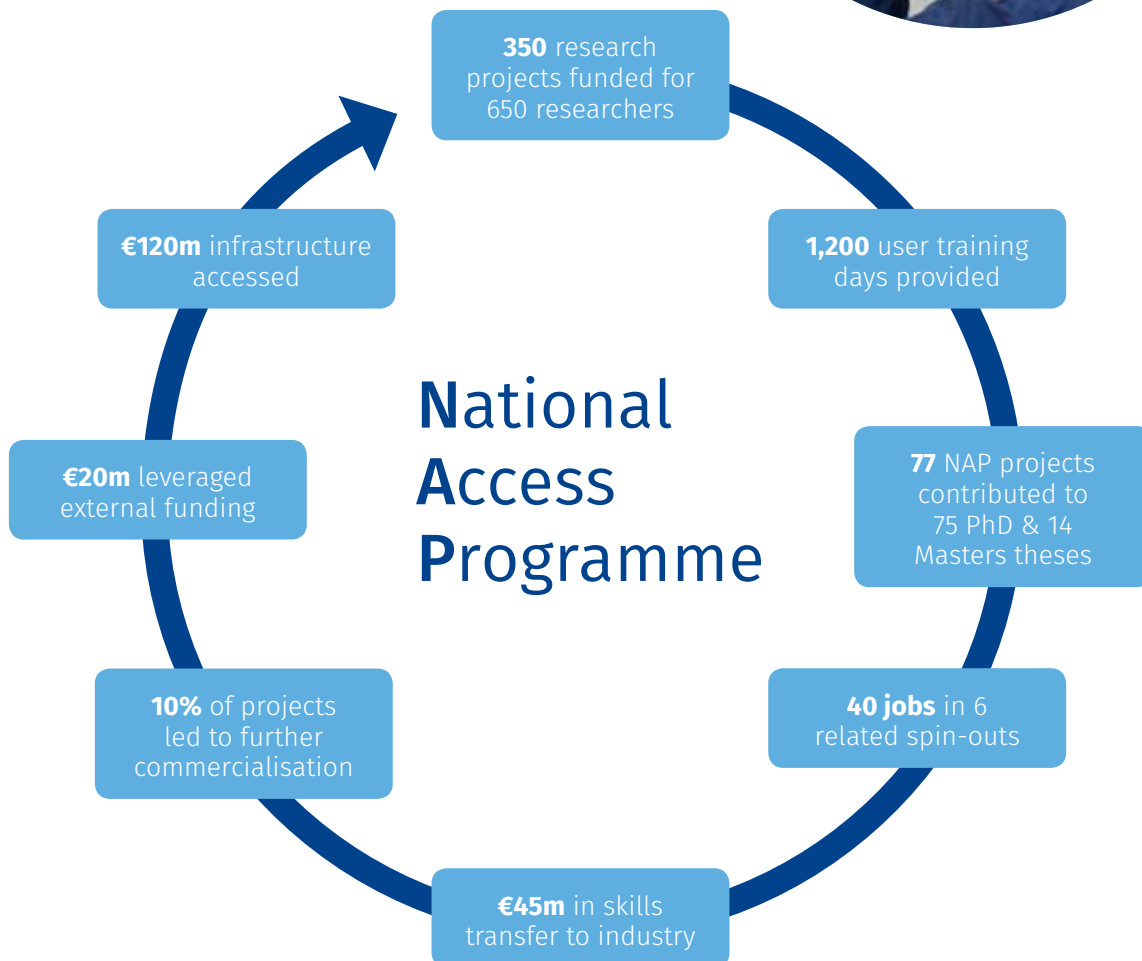 350 research
projects funded for
650 researchers
1,200 user training
days provided
77 NAP projects
contributed to
75 PhD & 14
Masters theses
40 jobs in 6
related spin-outs
€45m in skills
transfer to industry
10% of projects
led to further
commercialisation
€20m leveraged
external funding
€120m infrastructure
accessed
National
Access
Programme